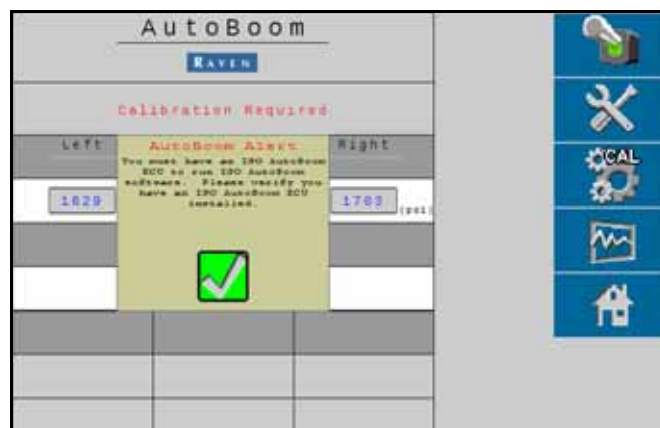 AutoBoom
RAVEN
Calibration Required
Left
AutoBoom Alert
Right
You must have an ISO AutoBoom
ECU to run ISO AutoBoom
software. Please verify you
have an ISO AutoBoom ECU
installed.
1629
1763
(psi)
CAL